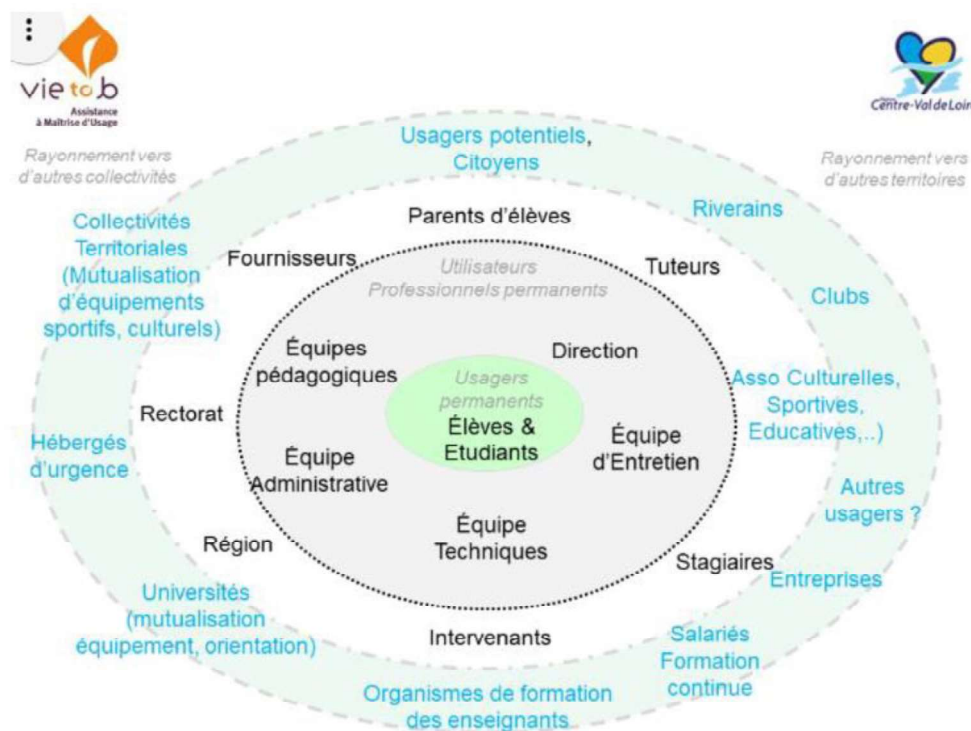 vie to b
Assistance
à Maîtrise d'Usage
Centre-Val de Loire
Rayonnement vers
d'autres collectivités
Rayonnement vers
d'autres territoires
Usagers potentiels,
Citoyens
Riverains
Clubs
Asso Culturelles,
Sportives,
Educatives,..)
Autres
usagers ?
Entreprises
Salariés
Formation
continue
Organismes de formation
des enseignants
Universités
(mutualisation
équipement, orientation)
Hébergés
d'urgence
Collectivités
Territoriales
(Mutualisation
d'équipements
sportifs, culturels)
Parents d'élèves
Tuteurs
Stagiaires
Intervenants
Région
Rectorat
Fournisseurs
Utilisateurs
Professionnels permanents
Équipes
pédagogiques
Direction
Équipe
d'Entretien
Équipe
Techniques
Équipe
Administrative
Usagers
permanents
Élèves &
Etudiants